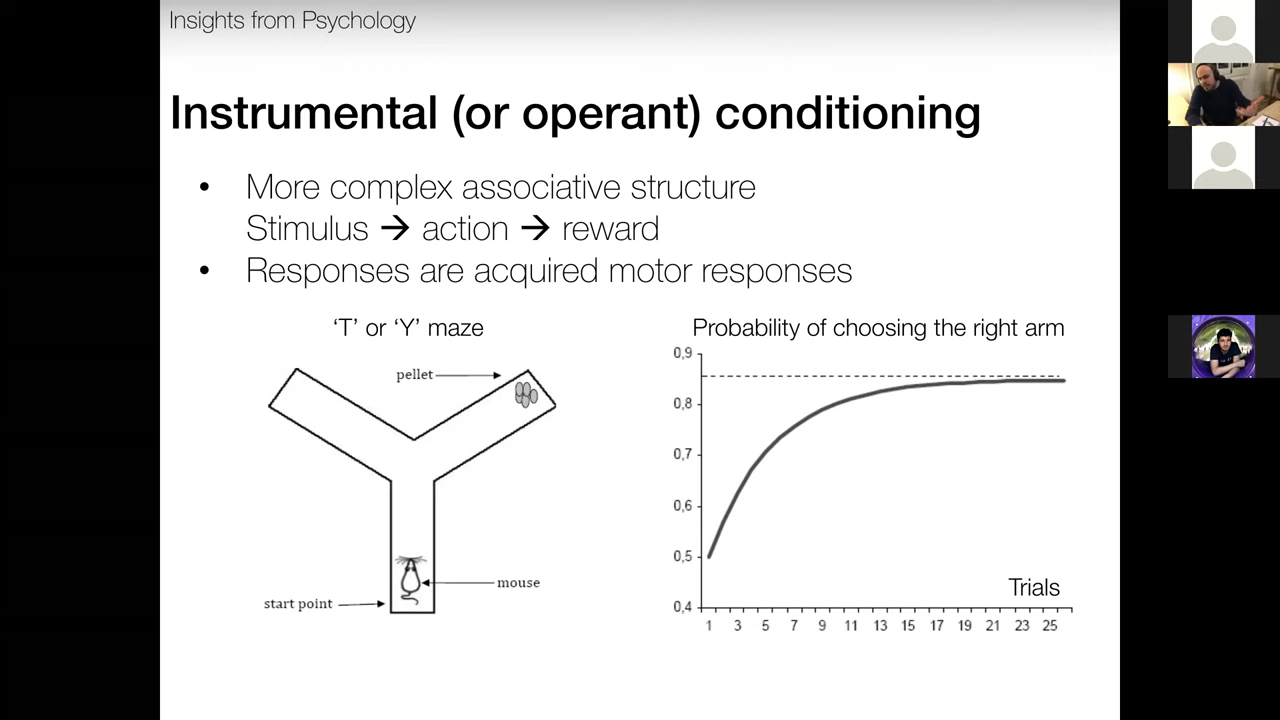 Insights from Psychology
Instrumental (or operant) conditioning
• More complex associative structure
Stimulus → action → reward
• Responses are acquired motor responses
‘T’ or ‘Y’ maze
pellet
mouse
start point
Probability of choosing the right arm
0,9
0,8
0,7
0,6
0,5
0,4
Trials
1 3 5 7 9 11 13 15 17 19 21 23 25